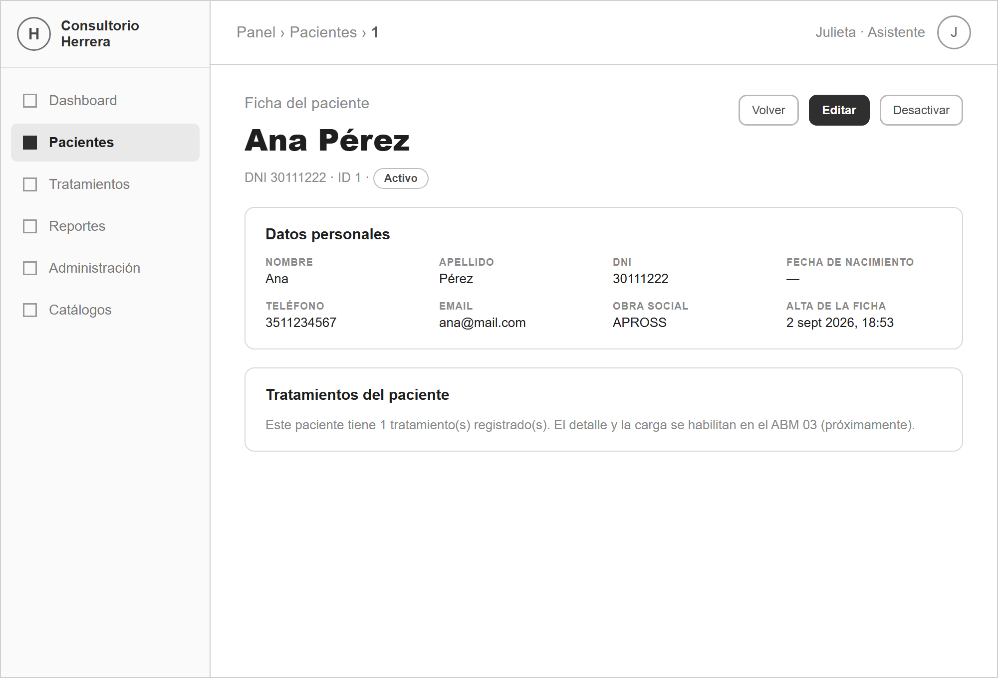 H
Consultorio
Herrera
Panel › Pacientes › 1
Julieta · Asistente
J
Dashboard
Pacientes
Tratamientos
Reportes
Administración
Catálogos
Ficha del paciente
Volver
Editar
Desactivar
Ana Pérez
DNI 30111222 · ID 1 · Activo
Datos personales
NOMBRE
Ana
APELLIDO
Pérez
DNI
30111222
FECHA DE NACIMIENTO
—
TELÉFONO
3511234567
EMAIL
ana@mail.com
OBRA SOCIAL
APROSS
ALTA DE LA FICHA
2 sept 2026, 18:53
Tratamientos del paciente
Este paciente tiene 1 tratamiento(s) registrado(s). El detalle y la carga se habilitan en el ABM 03 (próximamente).